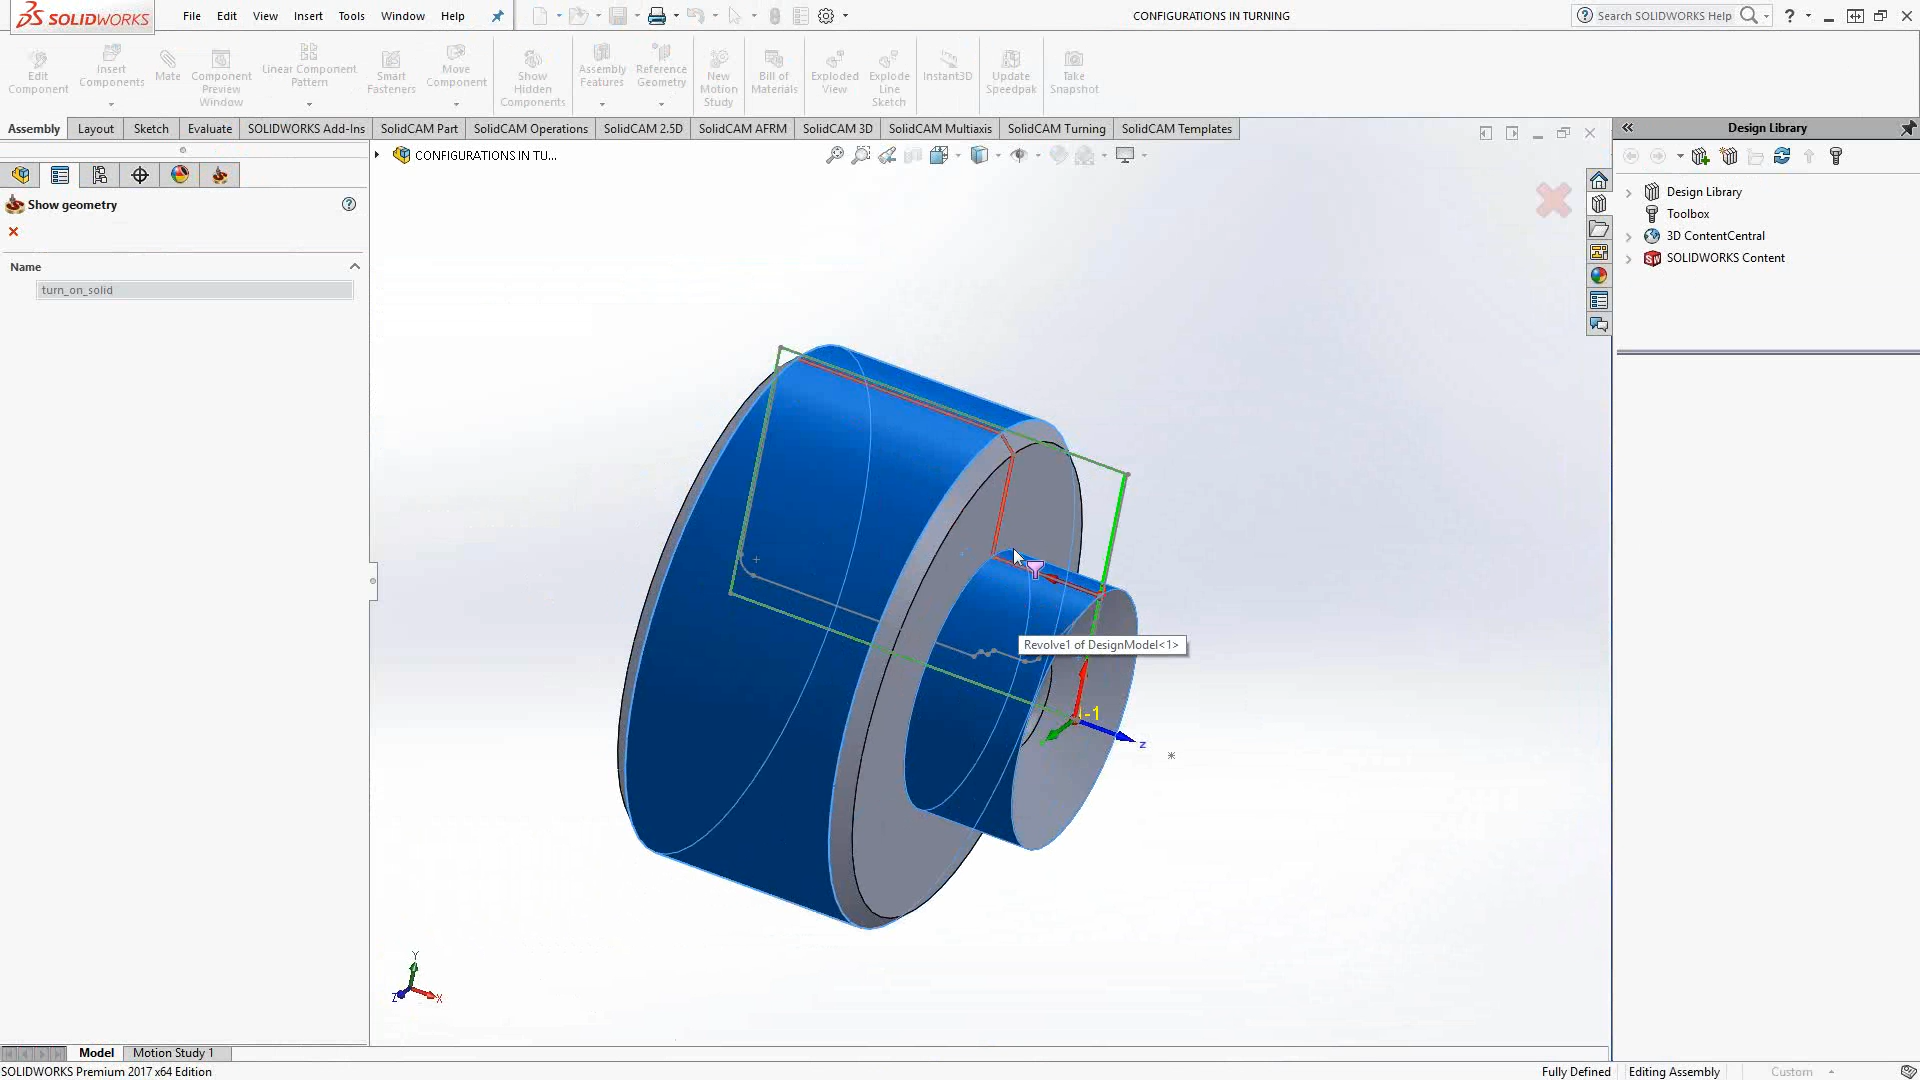 SOLIDWORKS
File Edit View Insert Tools Window Help
CONFIGURATIONS IN TURNING
Search SOLIDWORKS Help
Edit Component
Insert Components
Mate
Component Preview Window
Linear Component Pattern
Smart Fasteners
Move Component
Show Hidden Components
Assembly Features
Reference Geometry
New Motion Study
Bill of Materials
Exploded View
Explode Line Sketch
Instant3D
Update Speedpak
Take Snapshot
Assembly Layout Sketch Evaluate SOLIDWORKS Add-Ins SolidCAM Part SolidCAM Operations SolidCAM 2.5D SolidCAM AFRM SolidCAM 3D SolidCAM Multiaxis SolidCAM Turning SolidCAM Templates
Design Library
CONFIGURATIONS IN TU...
Show geometry
Name
turn_on_solid
Design Library
Toolbox
3D ContentCentral
SOLIDWORKS Content
Revolve1 of DesignModel<1>
-1
z
Y
Z
X
Model Motion Study 1
SOLIDWORKS Premium 2017 x64 Edition
Fully Defined Editing Assembly Custom